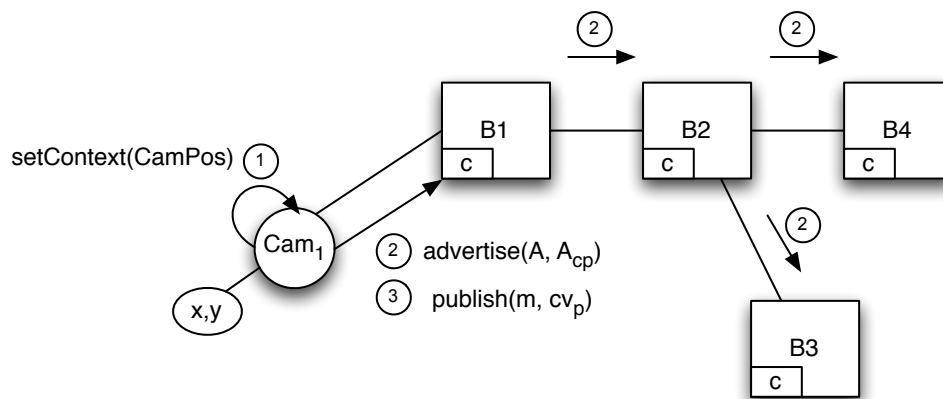 2
2
B1
B2
B4
setContext(CamPos)
1
c
c
c
Cam1
2
advertise(A, Acp)
2
x,y
3
publish(m, cvp)
B3
c